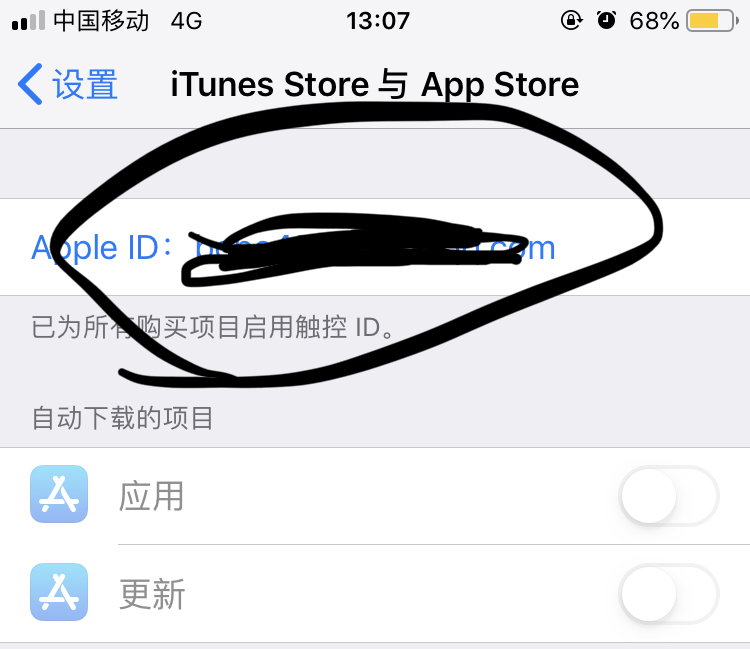 中国移动 4G 13:07 68%
设置 iTunes Store 与 App Store
Apple ID： .com
已为所有购买项目启用触控 ID。
自动下载的项目
应用
更新